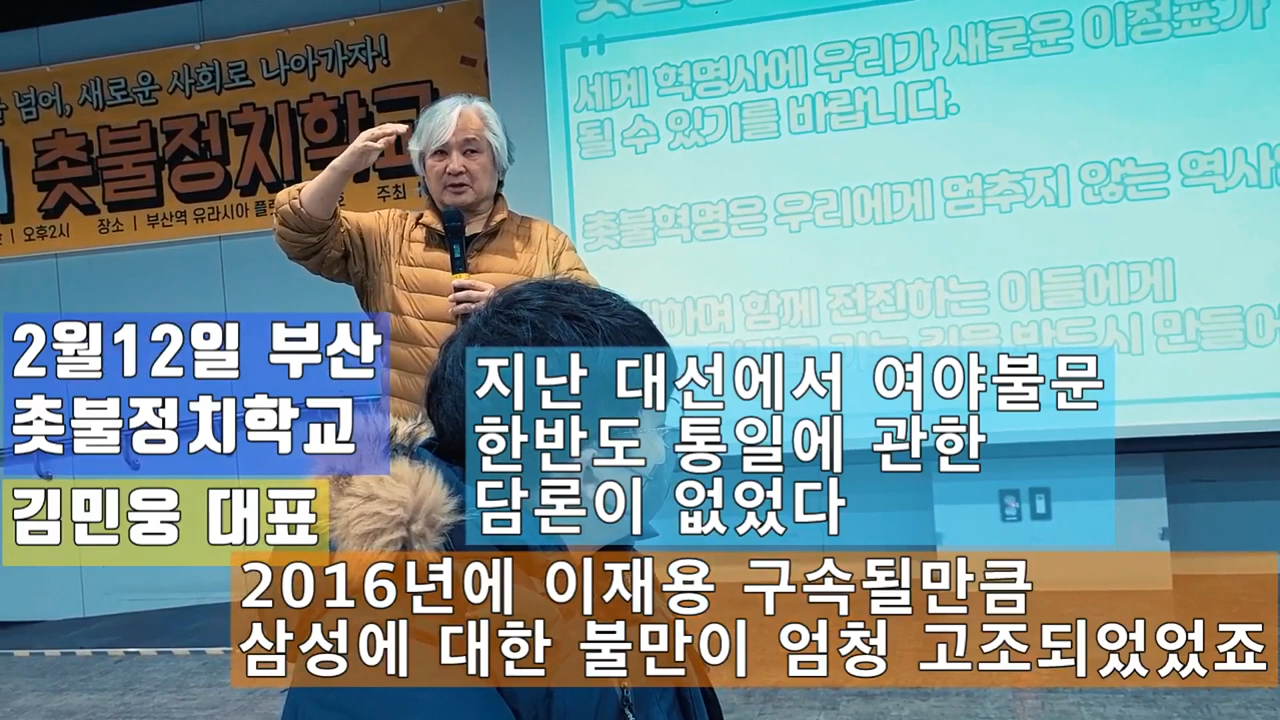 넘어, 새로운 사회로 나아가자!
촛불정치학교
오후2시 장소 | 부산역 유라시아 주최
세계 혁명사에 우리가 새로운 이정표가
될 수 있기를 바랍니다.
촛불혁명은 우리에게 멈추지 않는
함께 전진하는 이들에게
반드시
2월12일 부산
촛불정치학교
김민웅 대표
지난 대선에서 여야불문
한반도 통일에 관한
담론이 없었다
2016년에 이재용 구속될만큼
삼성에 대한 불만이 엄청 고조되었었죠